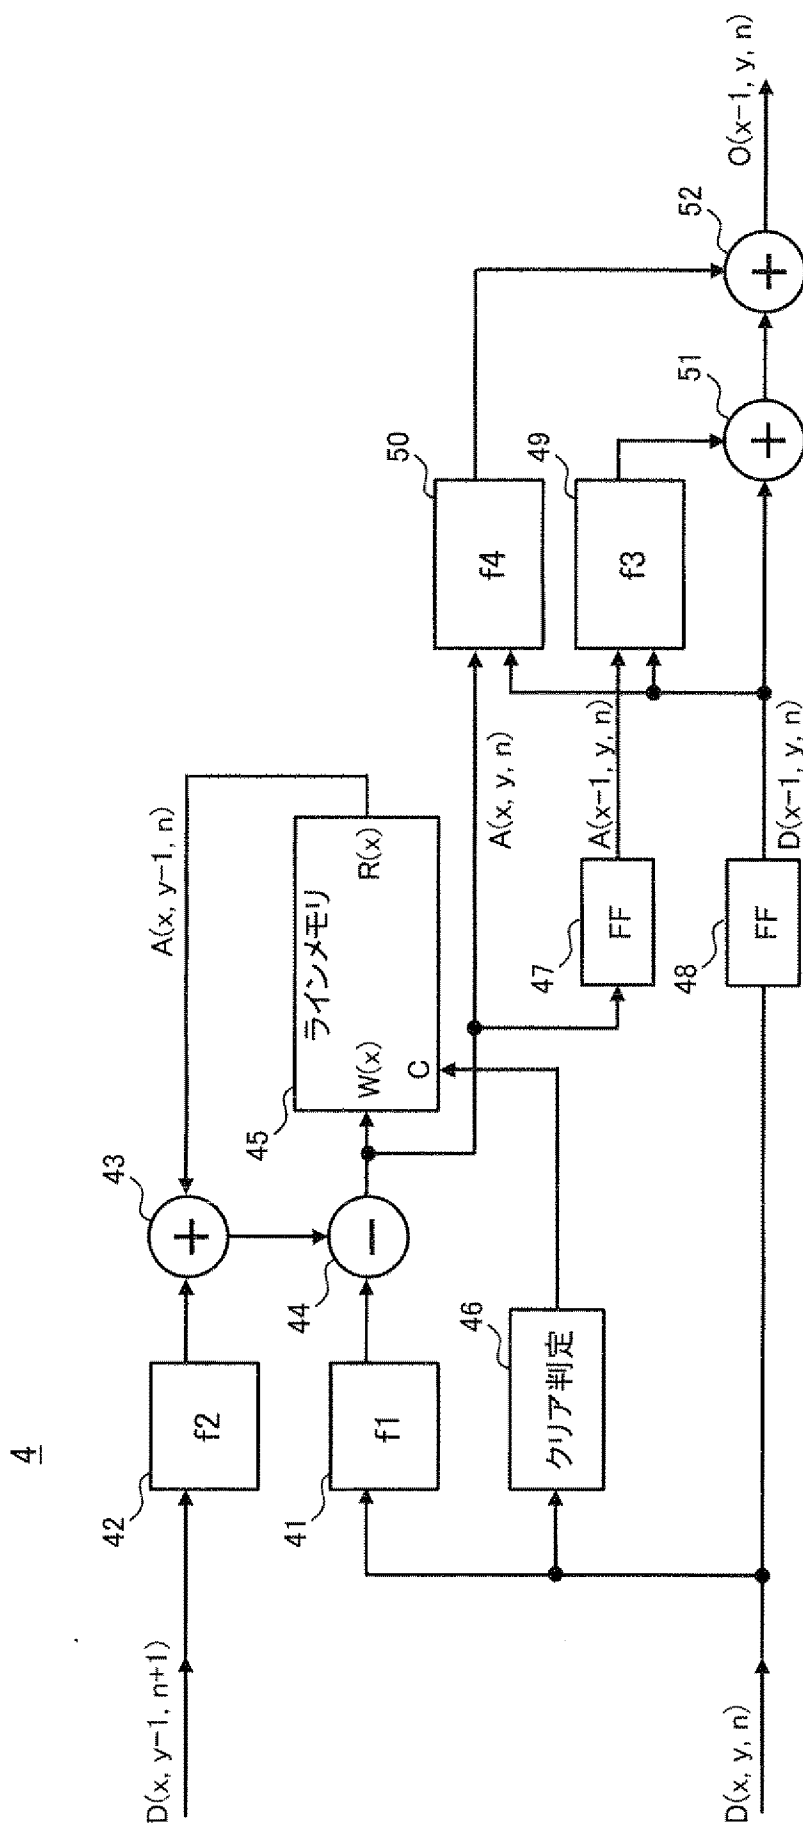 4
D(x, y−1, n+1)
42
f2
43
+
A(x, y−1, n)
41
f1
44
−
45
ラインメモリ
W(x)
R(x)
C
46
クリア判定
A(x, y, n)
47
FF
A(x−1, y, n)
50
f4
49
f3
D(x, y, n)
48
FF
D(x−1, y, n)
51
+
52
+
O(x−1, y, n)